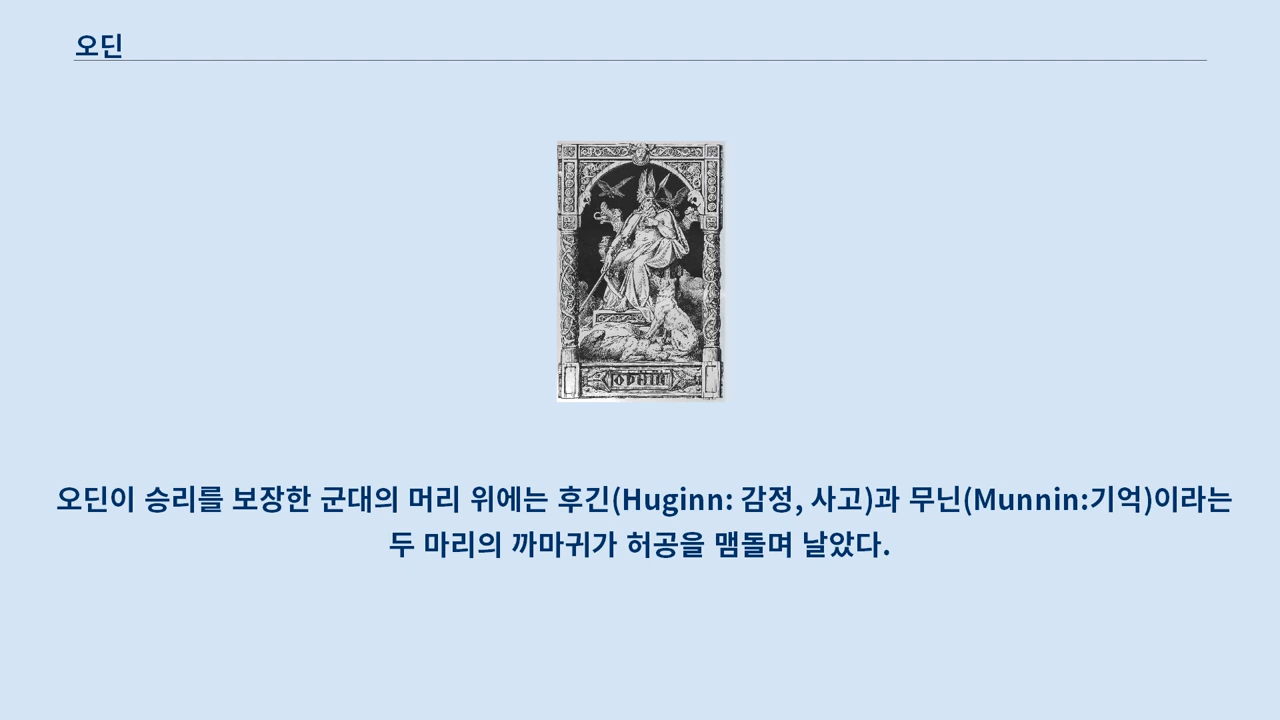 오딘
오딘이 승리를 보장한 군대의 머리 위에는 후긴(Huginn: 감정, 사고)과 무닌(Munnin:기억)이라는
두 마리의 까마귀가 허공을 맴돌며 날았다.